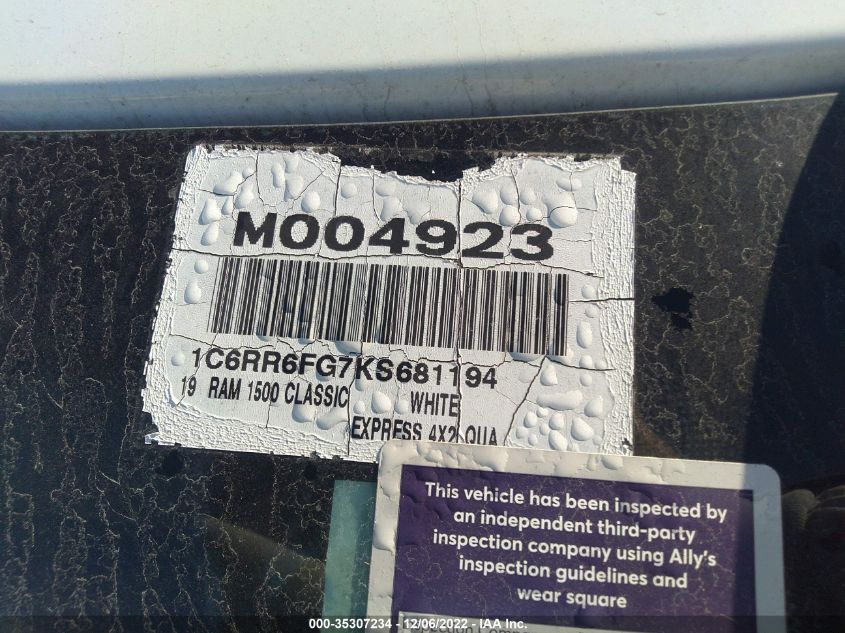 M004923
1C6RR6FG7KS681194
19 RAM 1500 CLASSIC WHITE
EXPRESS 4X2 QUA
This vehicle has been inspected by
an independent third-party
inspection company using Ally's
inspection guidelines and
wear square
000-35307234 - 12/06/2022 - IAA Inc.